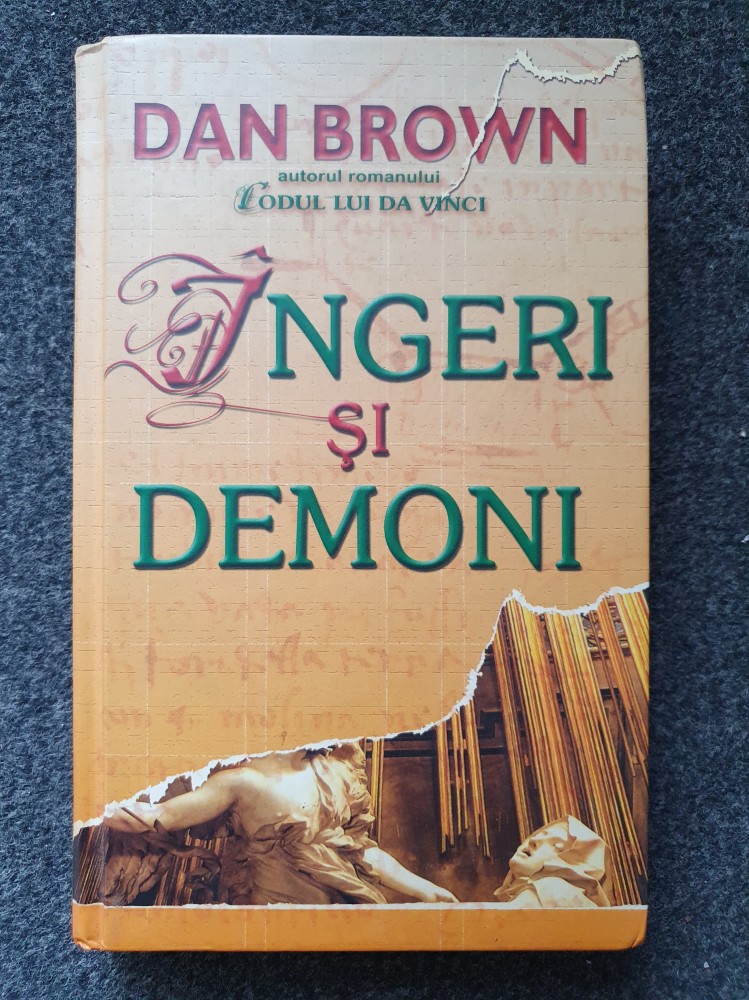 DAN BROWN
autorul romanului
CODUL LUI DA VINCI
ÎNGERI
ŞI
DEMONI